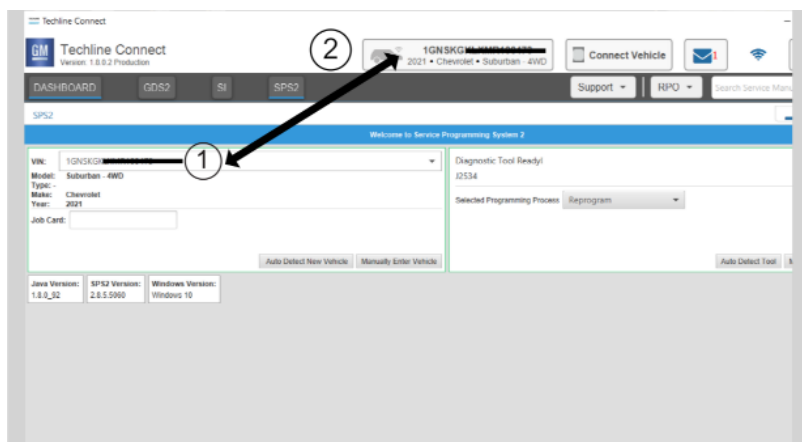 Techline Connect
GM Techline Connect
Version: 1.8.0.2 Production
2
1GNSKG
2021 • Chevrolet • Suburban - 4WD
Connect Vehicle
1
DASHBOARD GDS2 SI SPS2 Support RPO Search Service Manu
SPS2
Welcome to Service Programming System 2
VIN: 1GNSKG
1
Model: Suburban - 4WD
Type: -
Make: Chevrolet
Year: 2021
Job Card:
Auto Detect New Vehicle Manually Enter Vehicle
Diagnostic Tool Ready!
J2534
Selected Programming Process Reprogram
Auto Detect Tool M
Java Version: SPS2 Version: Windows Version:
1.8.0_92 2.8.5.5060 Windows 10